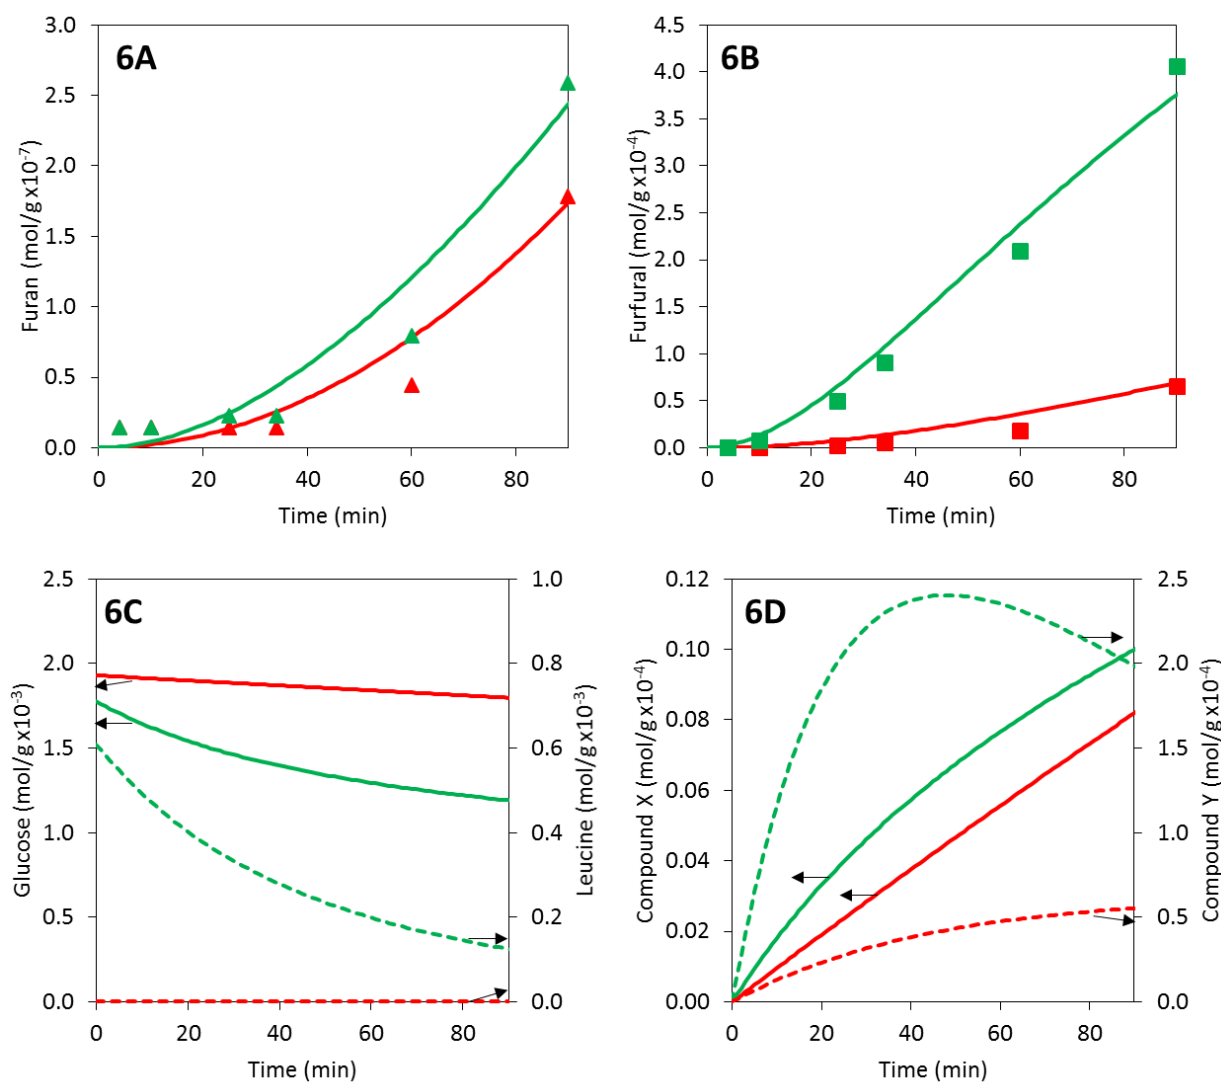 6A
Furan (mol/g x10⁻⁷)
3.0
2.5
2.0
1.5
1.0
0.5
0.0
0 20 40 60 80
Time (min)
6B
Furfural (mol/g x10⁻⁴)
4.5
4.0
3.5
3.0
2.5
2.0
1.5
1.0
0.5
0.0
0 20 40 60 80
Time (min)
6C
Glucose (mol/g x10⁻³)
2.5
2.0
1.5
1.0
0.5
0.0
1.0
0.8
0.6
0.4
0.2
0.0
Leucine (mol/g x10⁻³)
0 20 40 60 80
Time (min)
6D
Compound X (mol/g x10⁻⁴)
0.12
0.10
0.08
0.06
0.04
0.02
0.00
2.5
2.0
1.5
1.0
0.5
0.0
Compound Y (mol/g x10⁻⁴)
0 20 40 60 80
Time (min)